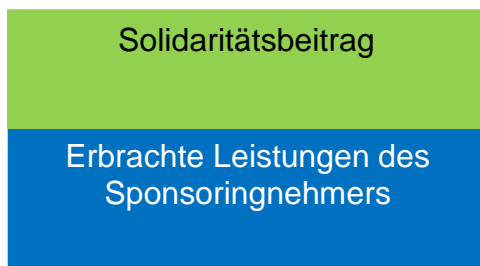 Solidaritätsbeitrag
Erbrachte Leistungen des
Sponsoringnehmers